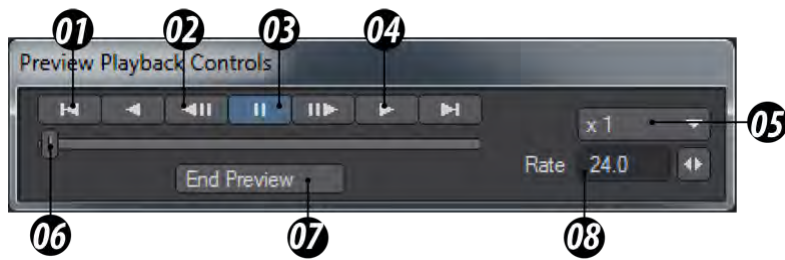 01 02 03 04
Preview Playback Controls
x 1
05
Rate 24.0
End Preview
06 07 08